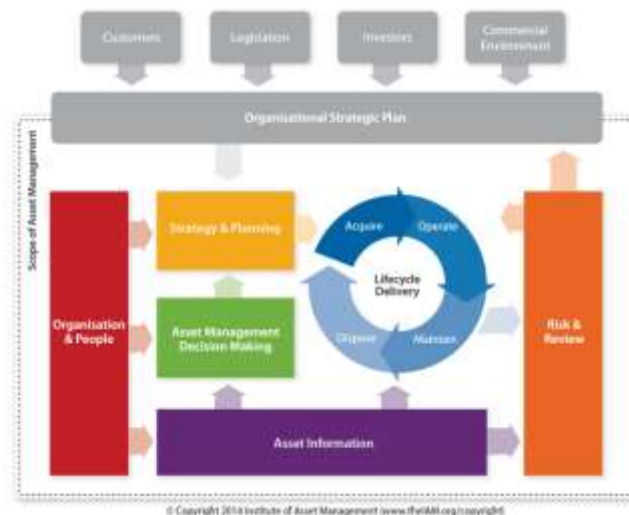 Customers
Legislation
Investors
Commercial
Environment
Organisational Strategic Plan
Scope of Asset Management
Strategy & Planning
Acquire
Operate
Lifecycle
Delivery
Organisation
& People
Asset Management
Decision Making
Risk &
Review
Dispose
Maintain
Asset Information
© Copyright 2014 Institute of Asset Management (www.theIAM.org/copyright)